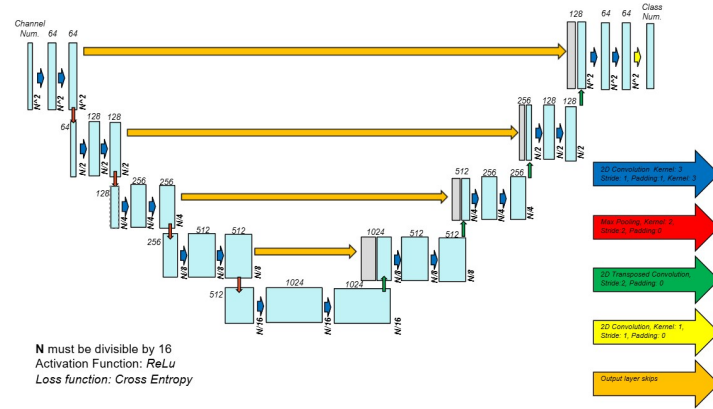 Channel
Num.
64
64
N^2
N^2
N^2
64
128
128
N/2
N/2
N/2
128
256
256
N/4
N/4
N/4
256
512
512
N/8
N/8
N/8
512
1024
1024
N/16
N/16
N/16
1024
512
512
N/8
N/8
N/8
512
256
256
N/4
N/4
N/4
256
128
128
N/2
N/2
N/2
128
64
64
Class
Num.
N^2
N^2
N^2
2D Convolution, Kernel: 3
Stride: 1, Padding:1, Kernel: 3
Max Pooling, Kernel: 2,
Stride:2, Padding:0
2D Transposed Convolution,
Stride:2, Padding: 0
2D Convolution, Kernel: 1,
Stride: 1, Padding: 0
Output layer skips
N must be divisible by 16
Activation Function: ReLu
Loss function: Cross Entropy